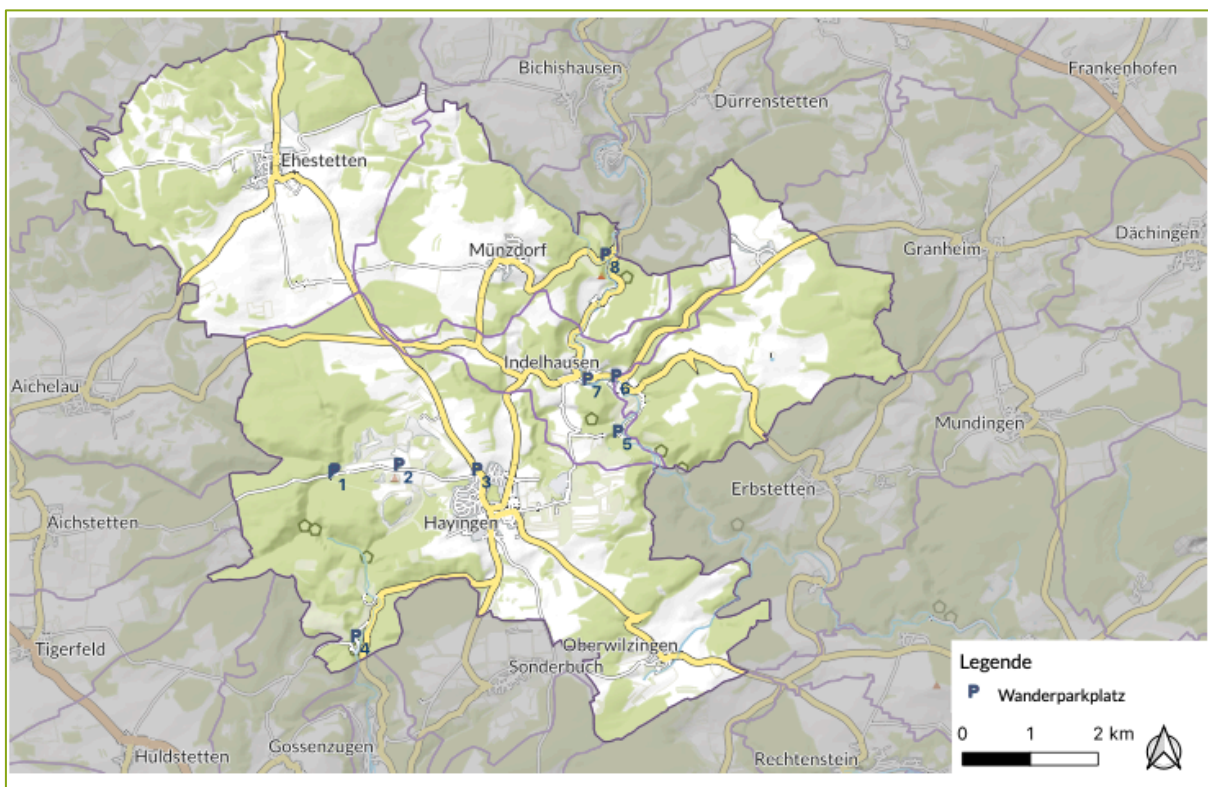 Bichishausen
Frankenhofen
Dürrenstetten
Ehestetten
Dächingen
Münzdorf
Granheim
P
8
Indelhausen
Aichelau
P
7
P
6
Mundingen
P
5
P
1
P
2
P
3
Erbstetten
Aichstetten
Hayingen
P
4
Tigerfeld
Oberwilzingen
Sonderbuch
Legende
P Wanderparkplatz
0 1 2 km
Huldstetten
Gossenzugen
Rechtenstein